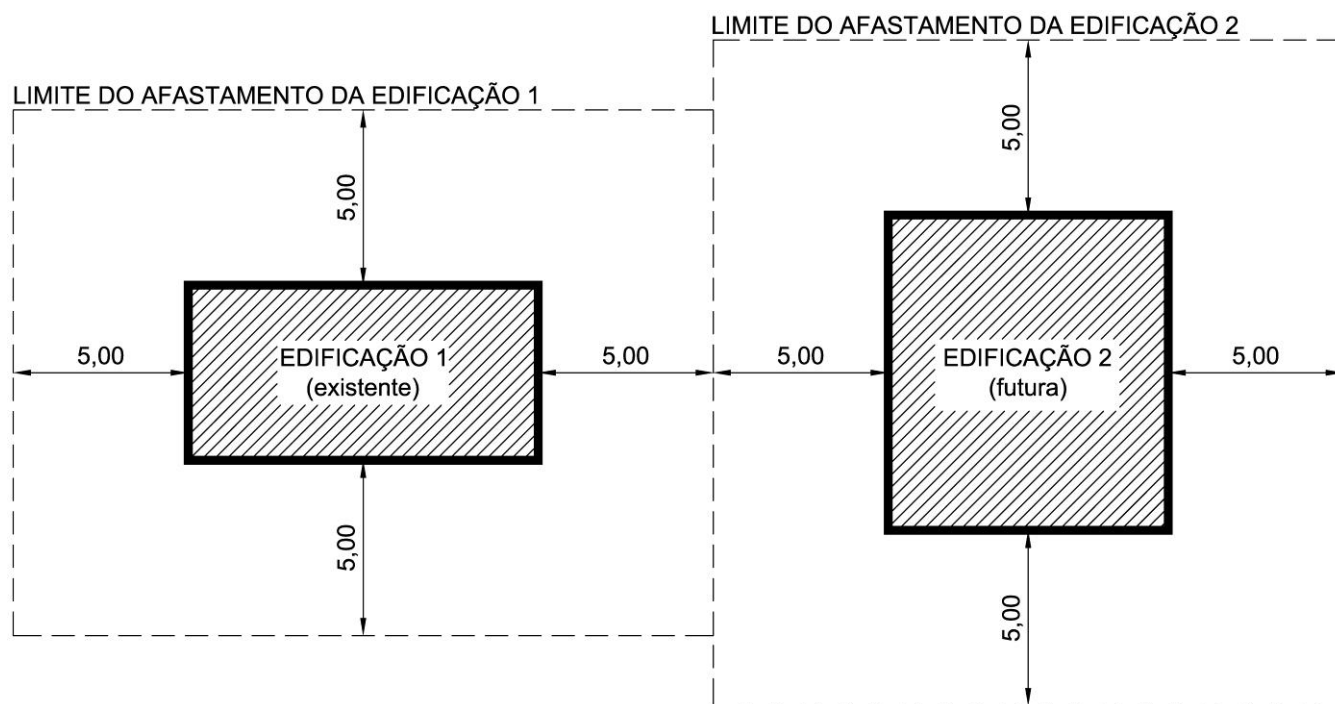 LIMITE DO AFASTAMENTO DA EDIFICAÇÃO 2
LIMITE DO AFASTAMENTO DA EDIFICAÇÃO 1
5,00
5,00
5,00
EDIFICAÇÃO 1
(existente)
5,00
5,00
EDIFICAÇÃO 2
(futura)
5,00
5,00
5,00